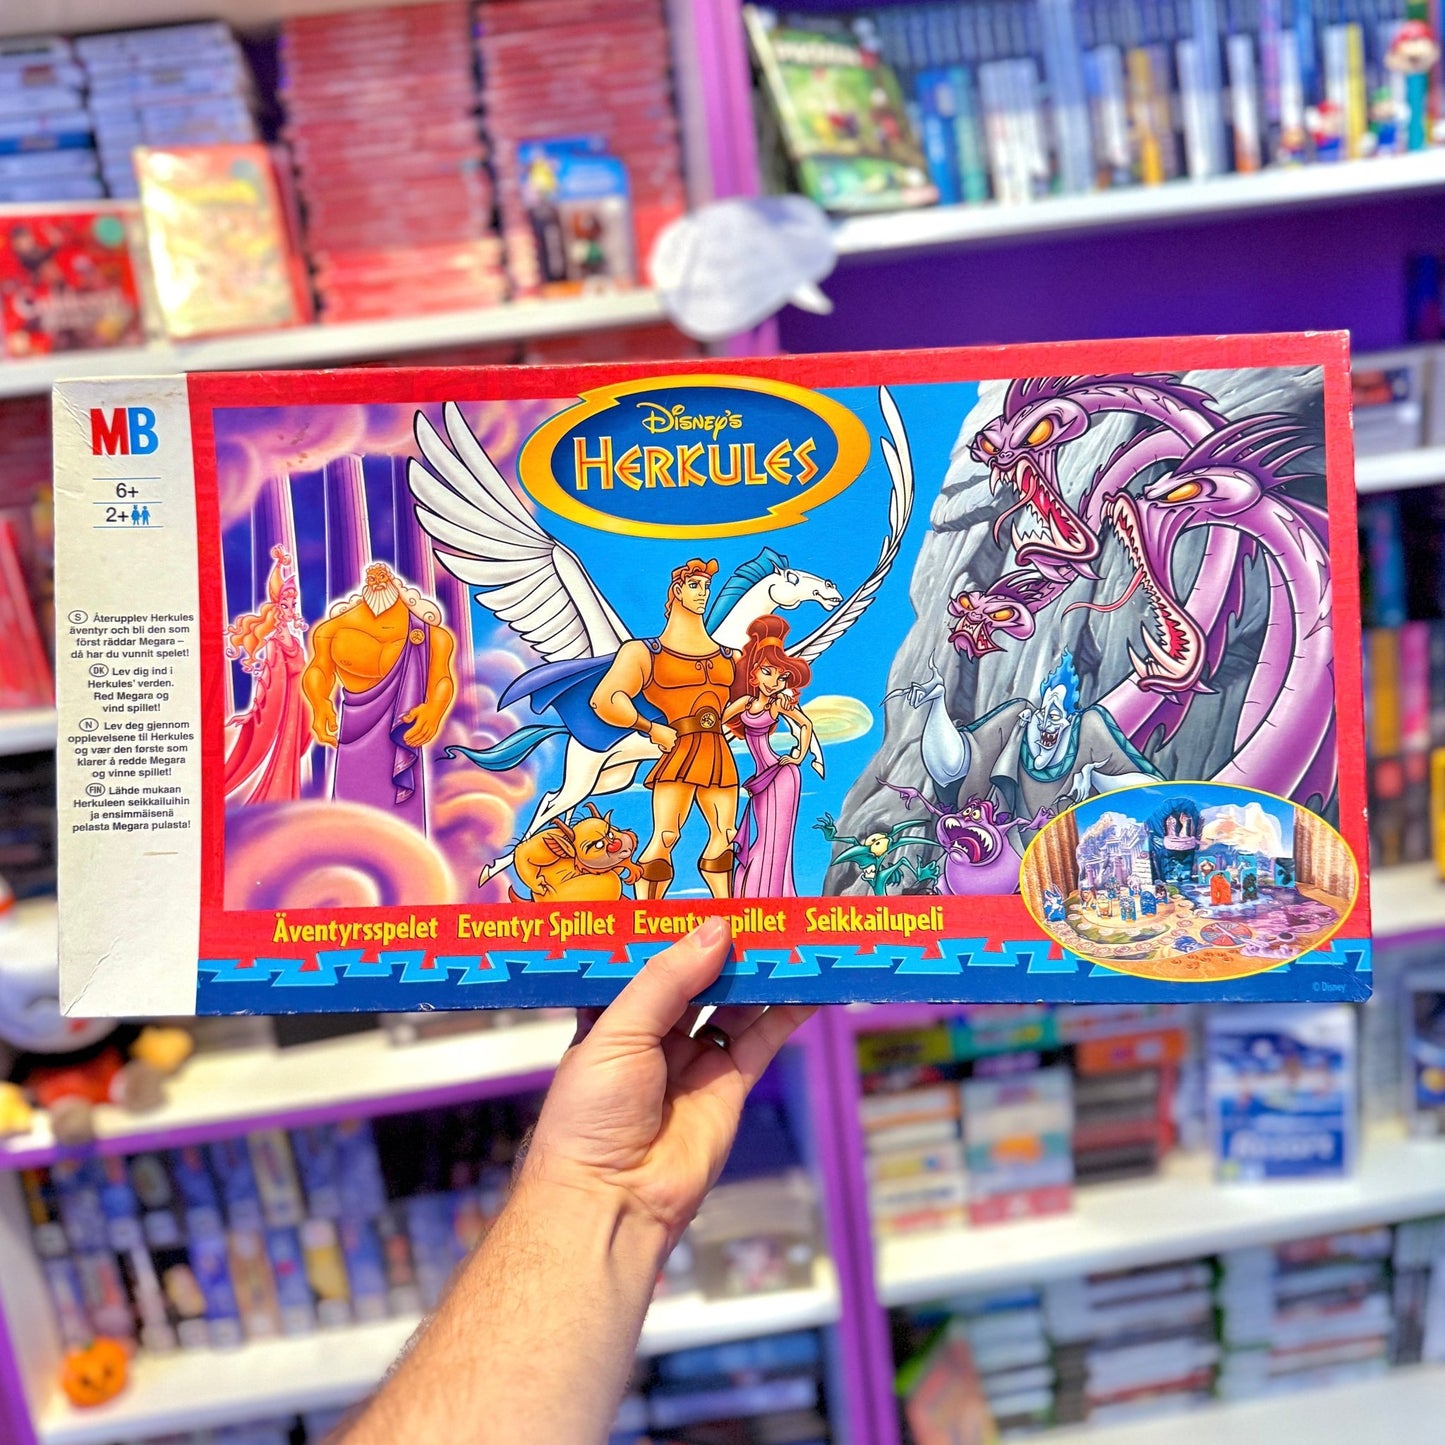 MB
6+
2+
S Återupplev Herkules
äventyr och bli den som
först räddar Megara –
då har du vunnit spelet!
DK Lev dig ind i
Herkules' verden.
Red Megara og
vind spillet!
N Lev deg gjennom
opplevelsene til Herkules
og vær den første som
klarer å redde Megara
og vinne spillet!
FIN Lähde mukaan
Herkuleen seikkailuihin
ja ensimmäisenä
pelasta Megara pulasta!
DISNEY'S
HERKULES
Äventyrsspelet Eventyr Spillet Eventyrspillet Seikkailupeli
© Disney